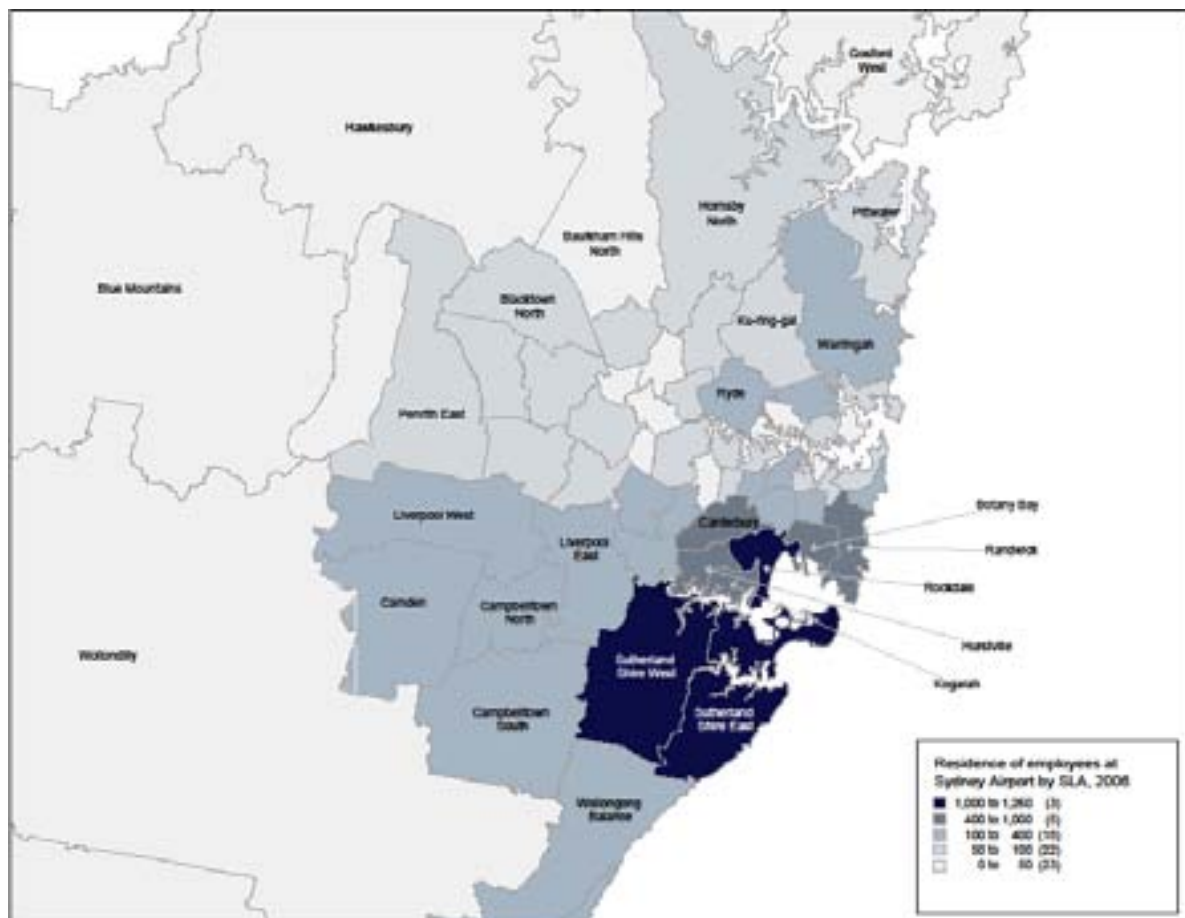 Gosford
West
Hawkesbury
Hornsby
North
Pittwater
Baulkham Hills
North
Blue Mountains
Blacktown
North
Ku-ring-gai
Warringah
Ryde
Penrith East
Botany Bay
Canterbury
Liverpool West
Liverpool
East
Randwick
Rockdale
Camden
Campbelltown
North
Hurstville
Wollondilly
Sutherland
Shire West
Kogarah
Campbelltown
South
Sutherland
Shire East
Residence of employees at
Sydney Airport by SLA, 2006
Wollongong
Balance
1,000 to 1,250 (3)
400 to 1,000
100 to 400
50 to 100 (22)
0 to 50 (23)